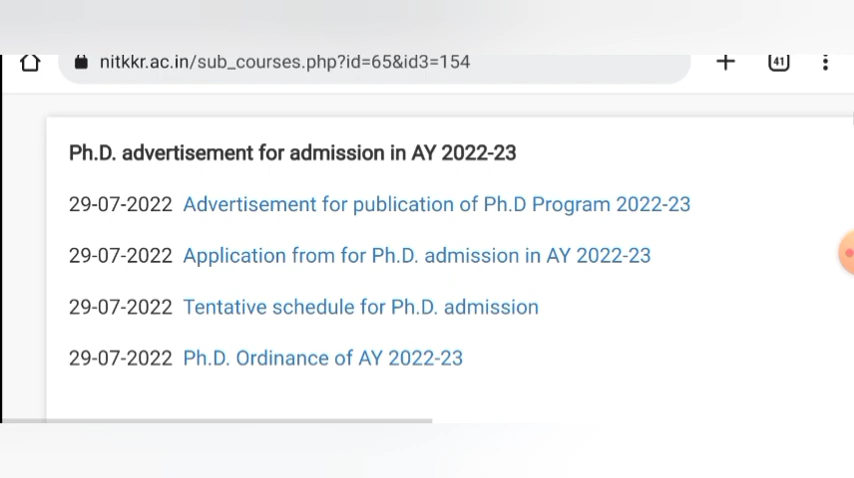 nitkkr.ac.in/sub_courses.php?id=65&id3=154
41
Ph.D. advertisement for admission in AY 2022-23
29-07-2022 Advertisement for publication of Ph.D Program 2022-23
29-07-2022 Application from for Ph.D. admission in AY 2022-23
29-07-2022 Tentative schedule for Ph.D. admission
29-07-2022 Ph.D. Ordinance of AY 2022-23